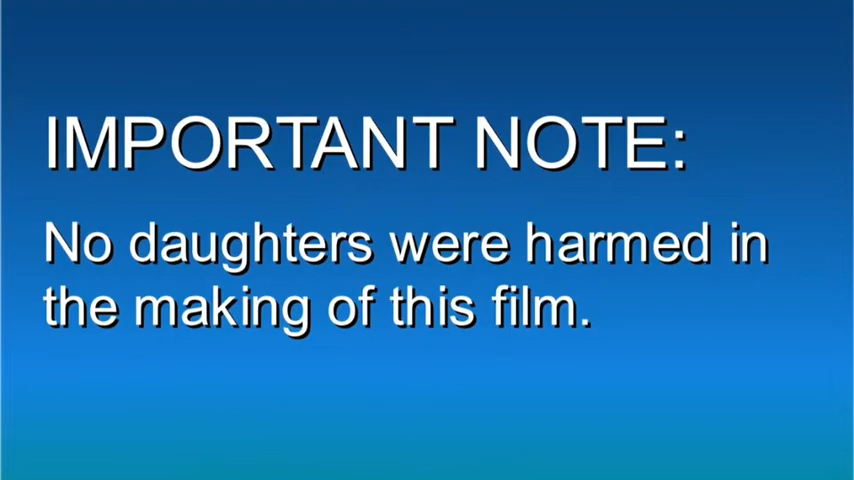 IMPORTANT NOTE:
No daughters were harmed in
the making of this film.